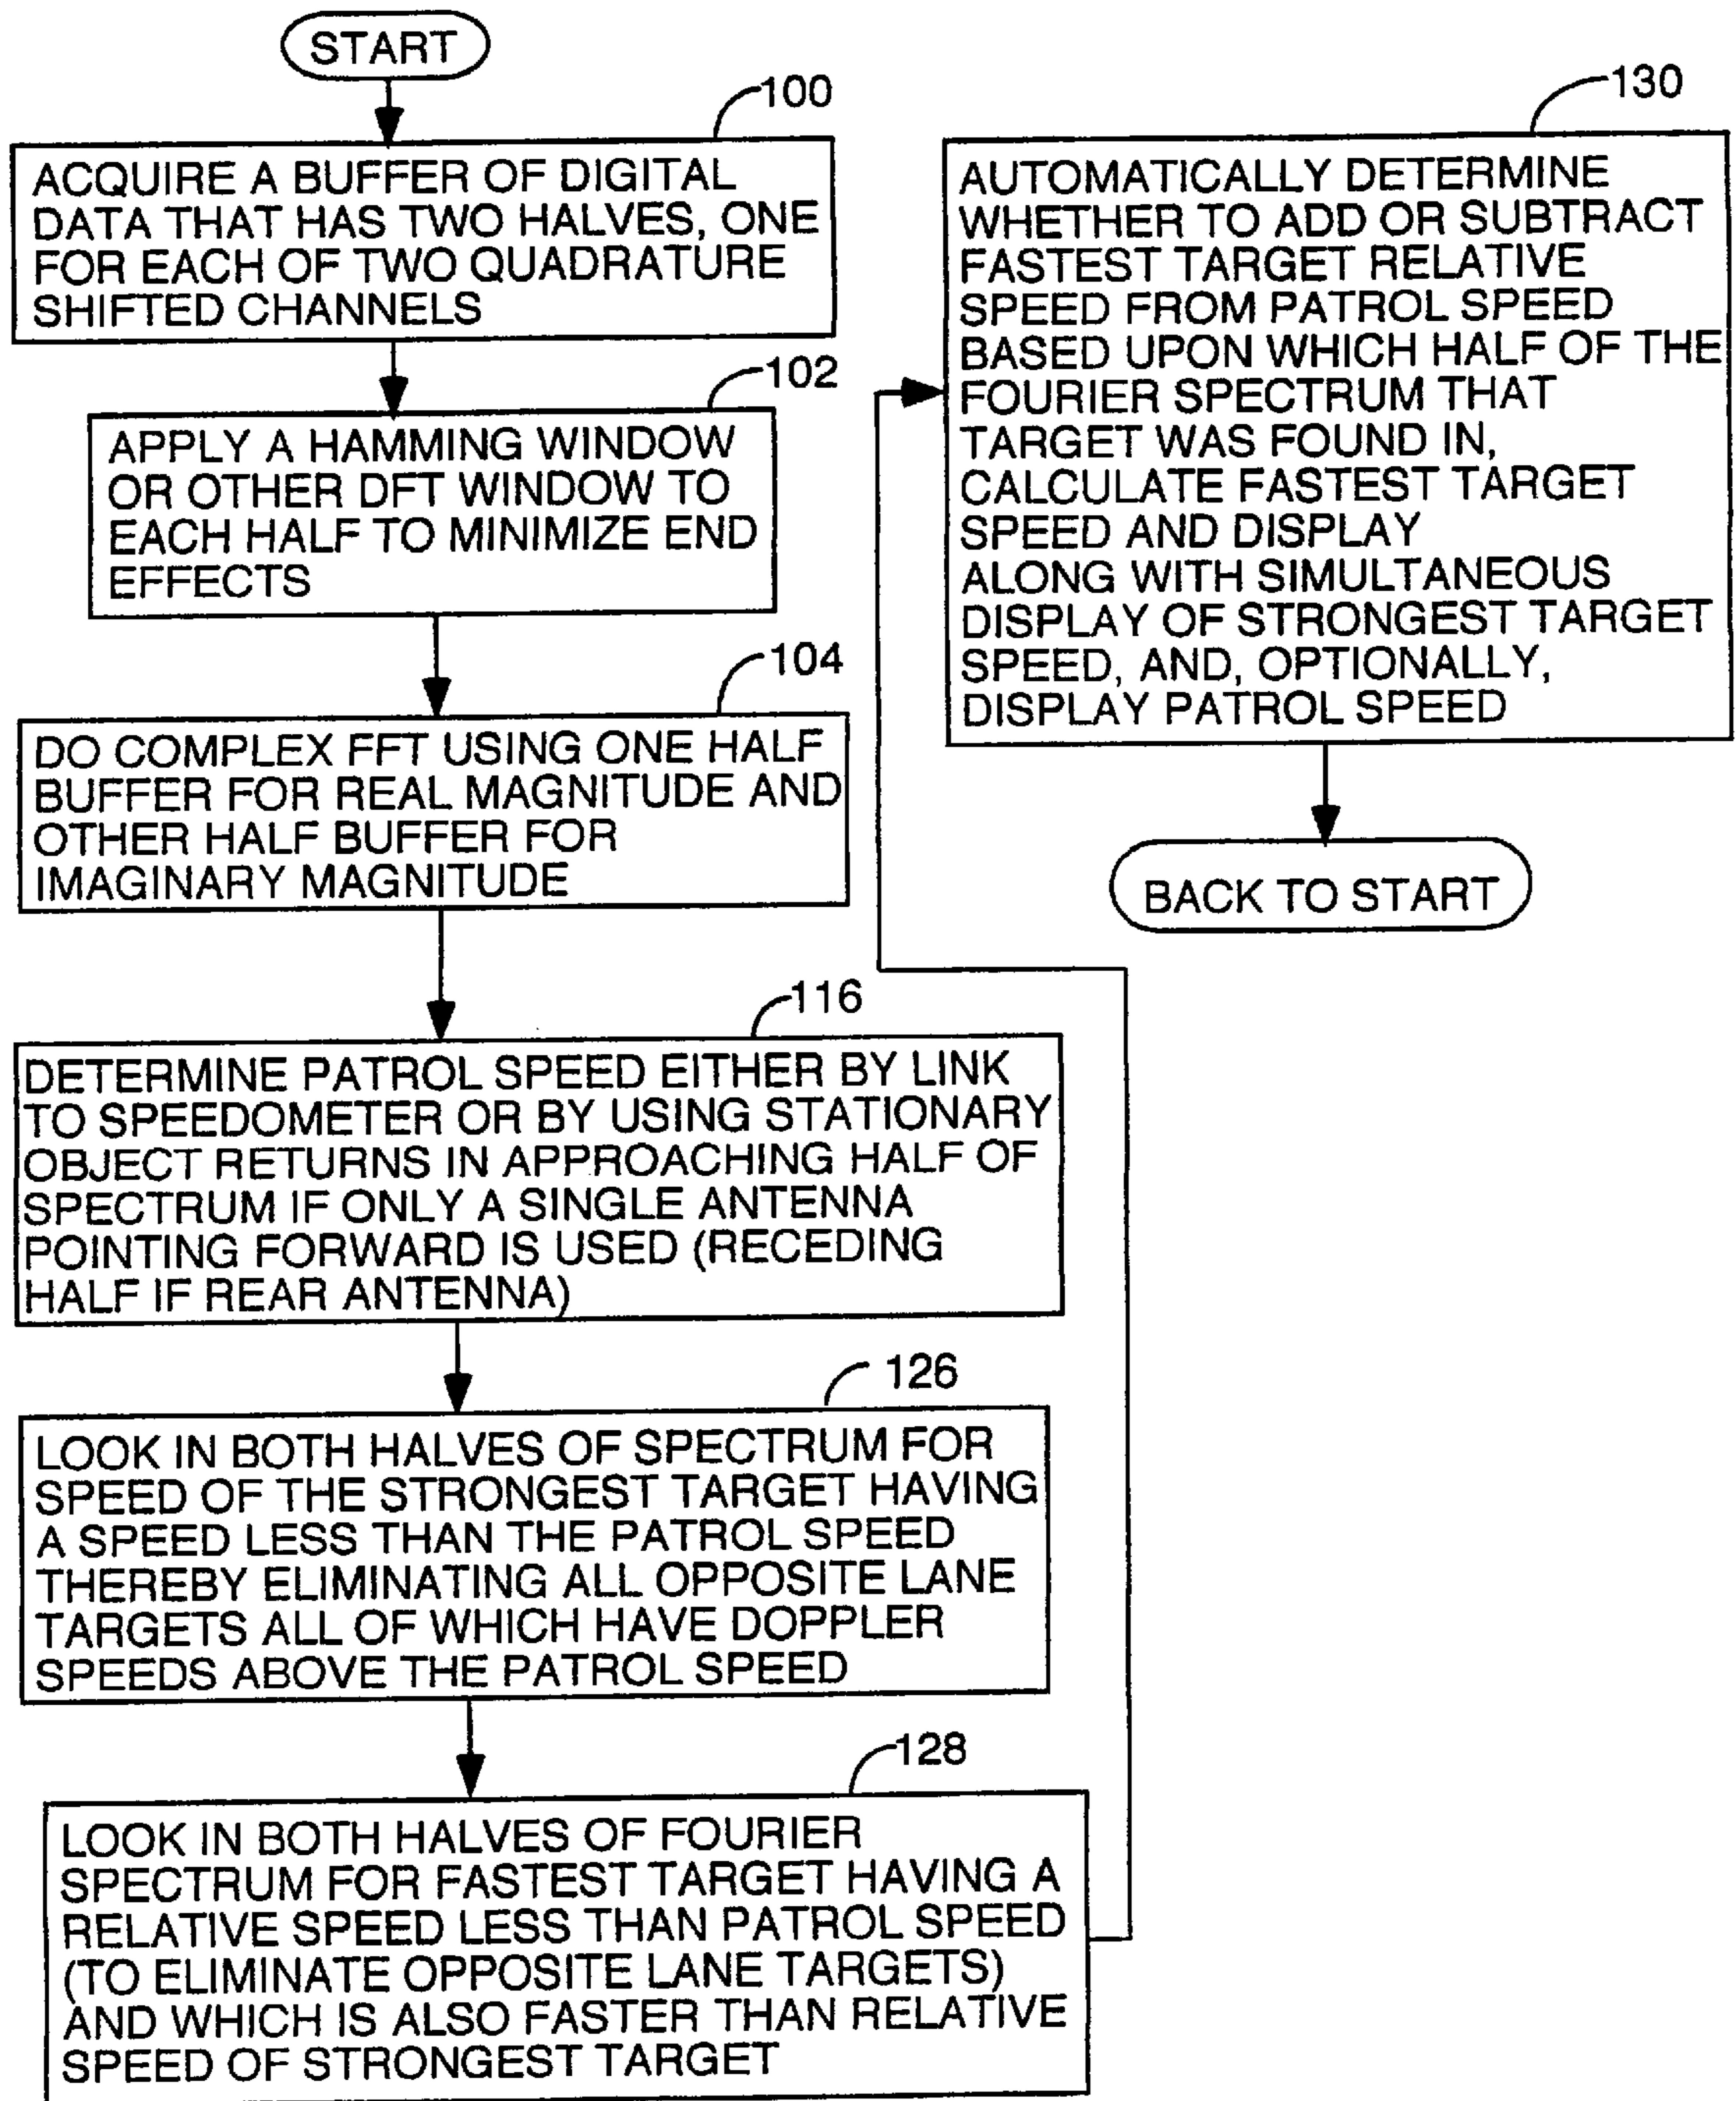 START
100
ACQUIRE A BUFFER OF DIGITAL
DATA THAT HAS TWO HALVES, ONE
FOR EACH OF TWO QUADRATURE
SHIFTED CHANNELS
102
APPLY A HAMMING WINDOW
OR OTHER DFT WINDOW TO
EACH HALF TO MINIMIZE END
EFFECTS
104
DO COMPLEX FFT USING ONE HALF
BUFFER FOR REAL MAGNITUDE AND
OTHER HALF BUFFER FOR
IMAGINARY MAGNITUDE
116
DETERMINE PATROL SPEED EITHER BY LINK
TO SPEEDOMETER OR BY USING STATIONARY
OBJECT RETURNS IN APPROACHING HALF OF
SPECTRUM IF ONLY A SINGLE ANTENNA
POINTING FORWARD IS USED (RECEDING
HALF IF REAR ANTENNA)
126
LOOK IN BOTH HALVES OF SPECTRUM FOR
SPEED OF THE STRONGEST TARGET HAVING
A SPEED LESS THAN THE PATROL SPEED
THEREBY ELIMINATING ALL OPPOSITE LANE
TARGETS ALL OF WHICH HAVE DOPPLER
SPEEDS ABOVE THE PATROL SPEED
128
LOOK IN BOTH HALVES OF FOURIER
SPECTRUM FOR FASTEST TARGET HAVING A
RELATIVE SPEED LESS THAN PATROL SPEED
(TO ELIMINATE OPPOSITE LANE TARGETS)
AND WHICH IS ALSO FASTER THAN RELATIVE
SPEED OF STRONGEST TARGET
130
AUTOMATICALLY DETERMINE
WHETHER TO ADD OR SUBTRACT
FASTEST TARGET RELATIVE
SPEED FROM PATROL SPEED
BASED UPON WHICH HALF OF THE
FOURIER SPECTRUM THAT
TARGET WAS FOUND IN,
CALCULATE FASTEST TARGET
SPEED AND DISPLAY
ALONG WITH SIMULTANEOUS
DISPLAY OF STRONGEST TARGET
SPEED, AND, OPTIONALLY,
DISPLAY PATROL SPEED
BACK TO START